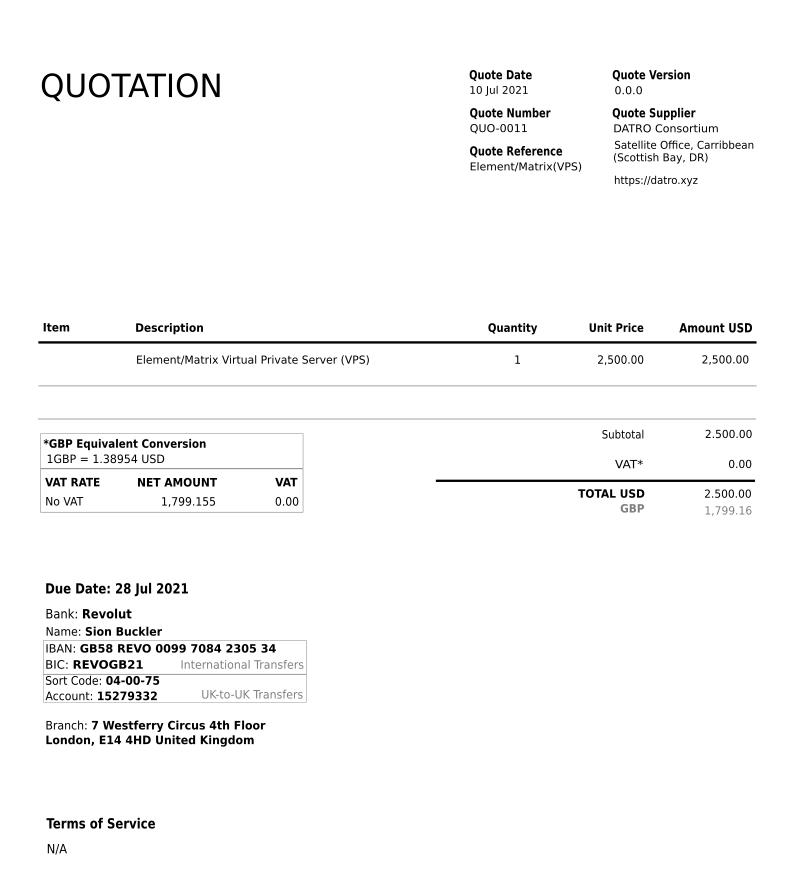 QUOTATION
Quote Date
10 Jul 2021
Quote Number
QUO-0011
Quote Reference
Element/Matrix(VPS)
Quote Version
0.0.0
Quote Supplier
DATRO Consortium
Satellite Office, Carribbean
(Scottish Bay, DR)
https://datro.xyz
Item Description Quantity Unit Price Amount USD
Element/Matrix Virtual Private Server (VPS) 1 2,500.00 2,500.00
Subtotal 2.500.00
VAT* 0.00
TOTAL USD 2.500.00
GBP 1,799.16
*GBP Equivalent Conversion
1GBP = 1.38954 USD
VAT RATE NET AMOUNT VAT
No VAT 1,799.155 0.00
Due Date: 28 Jul 2021
Bank: Revolut
Name: Sion Buckler
IBAN: GB58 REVO 0099 7084 2305 34
BIC: REVOGB21 International Transfers
Sort Code: 04-00-75
Account: 15279332 UK-to-UK Transfers
Branch: 7 Westferry Circus 4th Floor
London, E14 4HD United Kingdom
Terms of Service
N/A